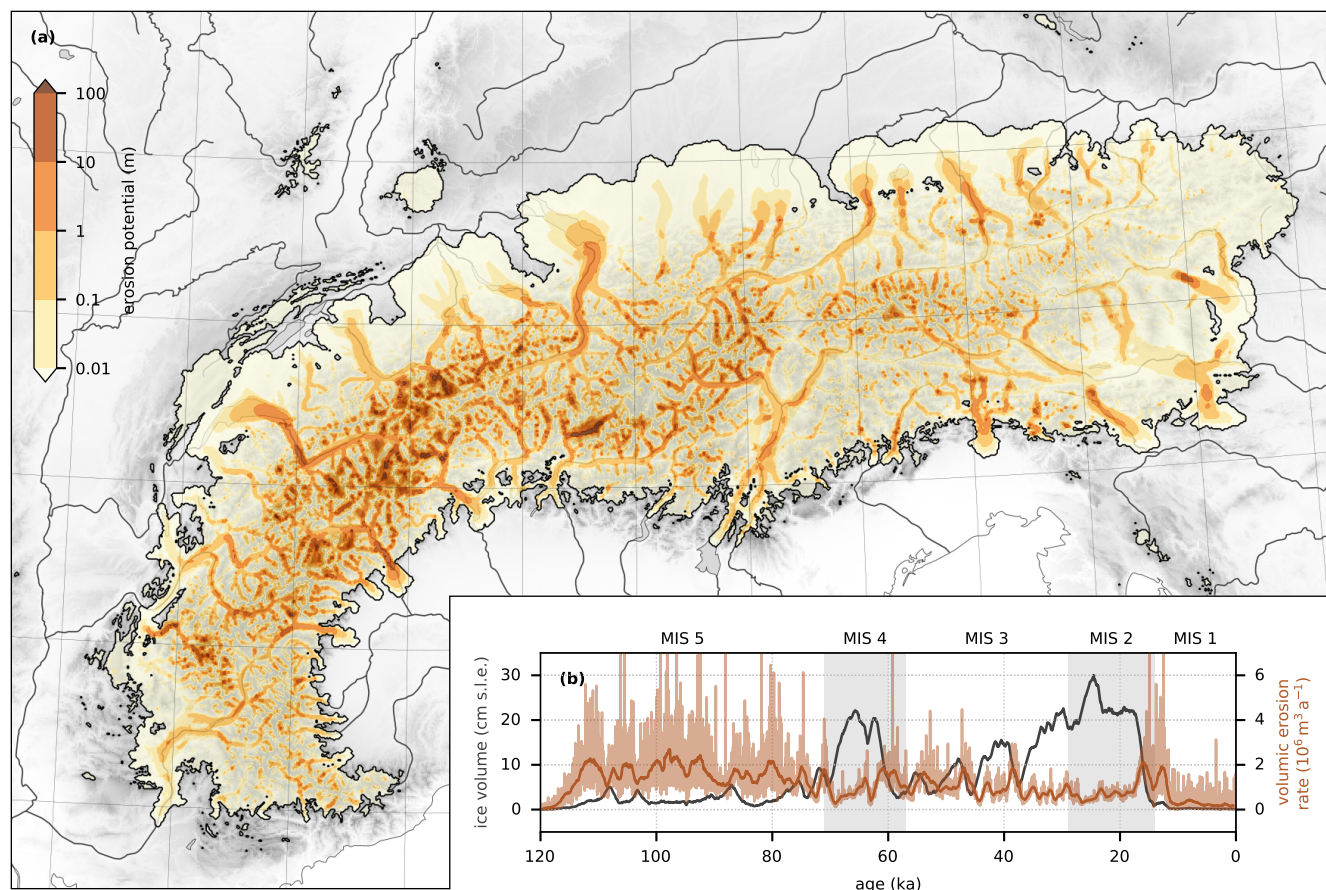 (a)
100
10
1
0.1
0.01
erosion potential (m)
MIS 5 MIS 4 MIS 3 MIS 2 MIS 1
(b)
30
20
10
0
ice volume (cm s.l.e.)
6
4
2
0
volumic erosion
rate (10⁶ m³ a⁻¹)
120 100 80 60 40 20 0
age (ka)